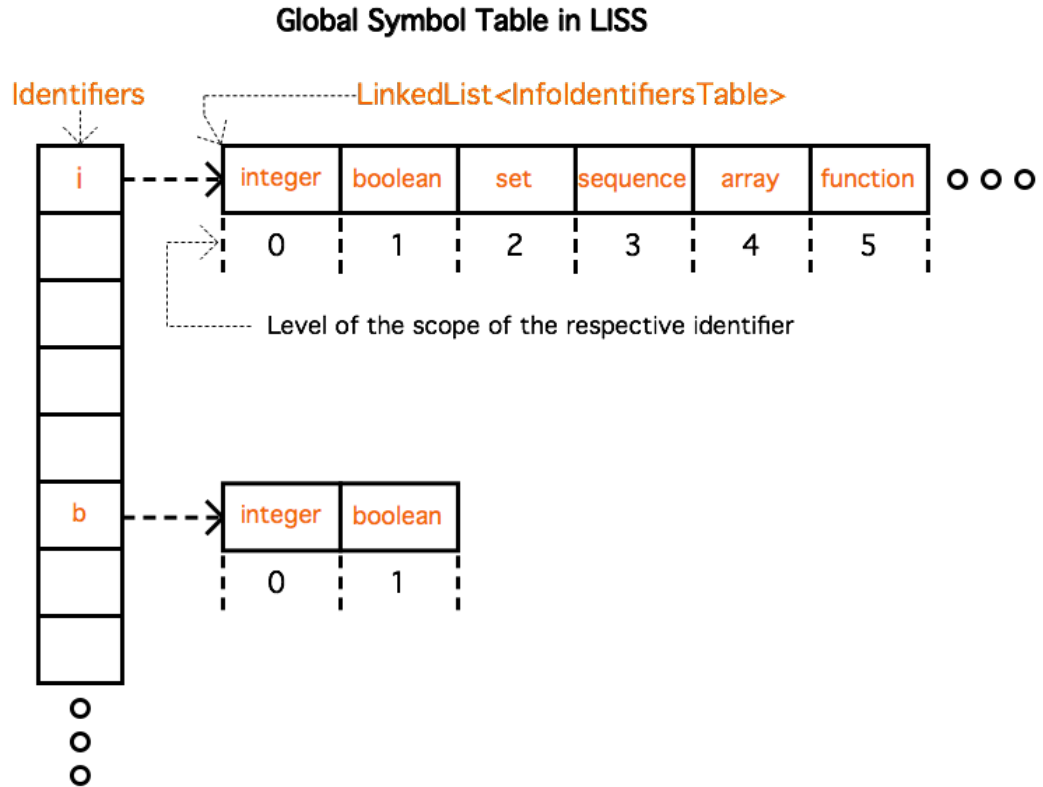 Global Symbol Table in LISS
Identifiers
LinkedList<InfoIdentifiersTable>
i
integer boolean set sequence array function
0 1 2 3 4 5
Level of the scope of the respective identifier
b
integer boolean
0 1